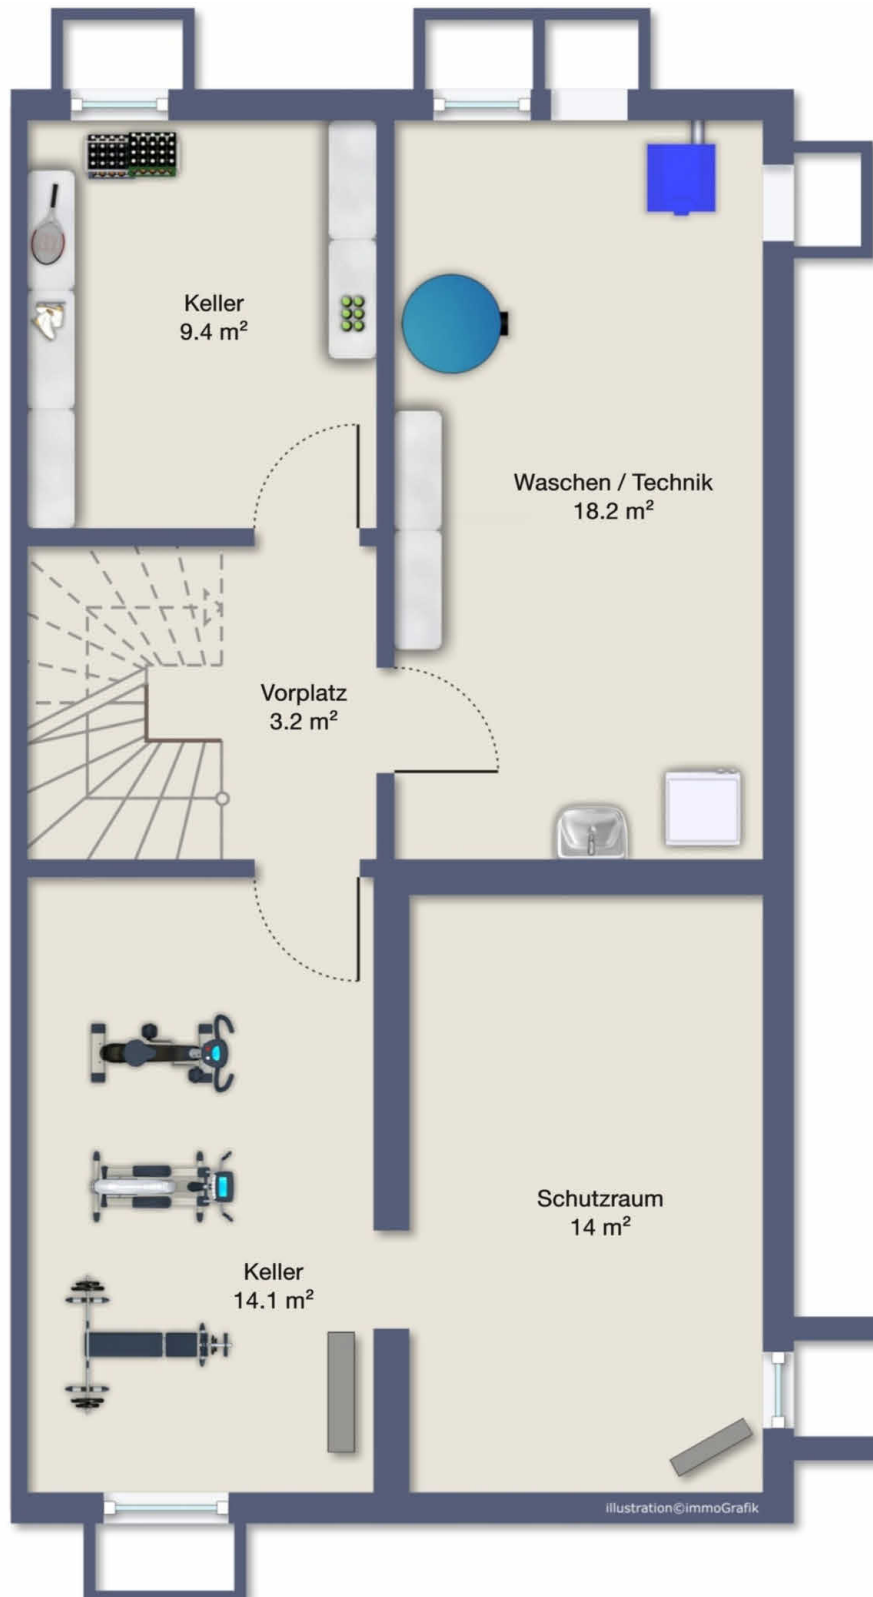 Keller
9.4 m²
Waschen / Technik
18.2 m²
Vorplatz
3.2 m²
Schutzraum
14 m²
Keller
14.1 m²
illustration©immoGrafik